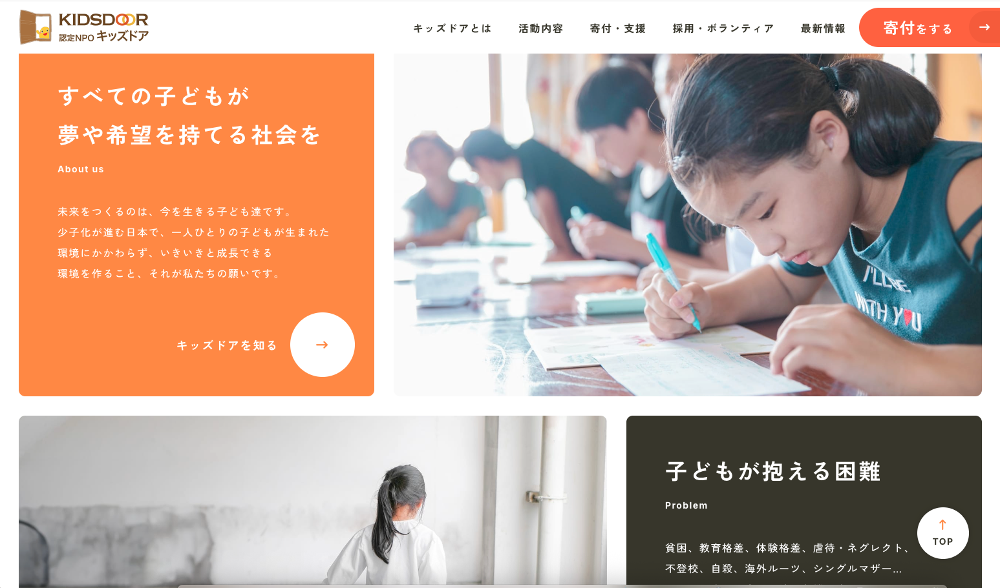 KIDSDOOR
認定NPO キッズドア
キッズドアとは
活動内容
寄付・支援
採用・ボランティア
最新情報
寄付をする
すべての子どもが
夢や希望を持てる社会を
About us
未来をつくるのは、今を生きる子ども達です。
少子化が進む日本で、一人ひとりの子どもが生まれた
環境にかかわらず、いきいきと成長できる
環境を作ること、それが私たちの願いです。
キッズドアを知る
I'LL BE
WITH YOU
子どもが抱える困難
Problem
貧困、教育格差、体験格差、虐待・ネグレクト、
不登校、自殺、海外ルーツ、シングルマザー...
TOP